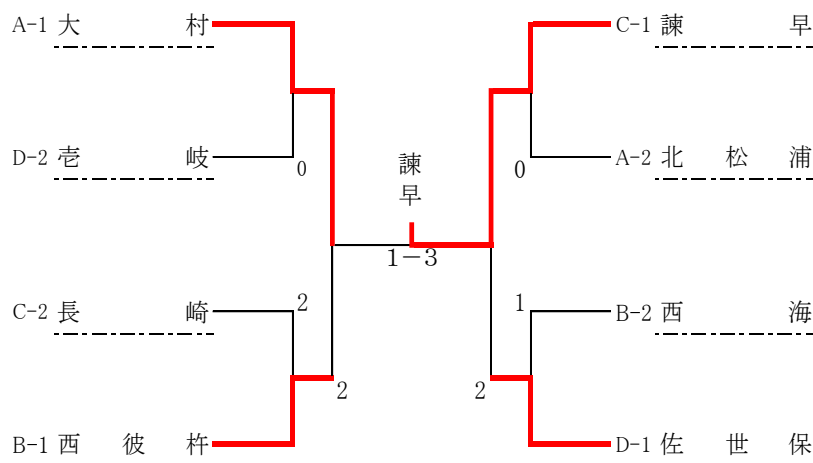 A-1 大村
C-1 諫早
D-2 壱岐
0
諫早
0
A-2 北松浦
1－3
C-2 長崎
2
1
B-2 西海
2
2
B-1 西彼杵
D-1 佐世保